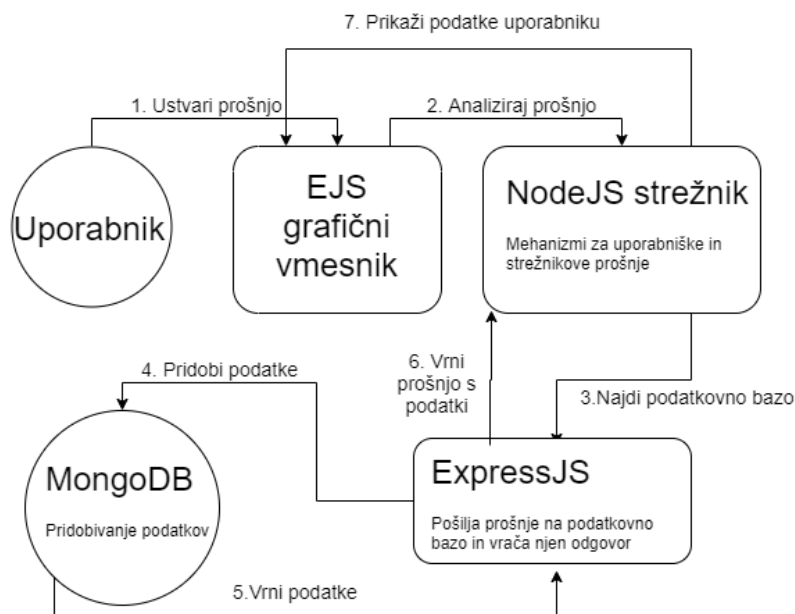 7. Prikaži podatke uporabniku
1. Ustvari prošnjo
2. Analiziraj prošnjo
Uporabnik
EJS
grafični
vmesnik
NodeJS strežnik
Mehanizmi za uporabniške in
strežnikove prošnje
4. Pridobi podatke
6. Vrni
prošnjo s
podatki
3.Najdi podatkovno bazo
MongoDB
Pridobivanje podatkov
ExpressJS
Pošilja prošnje na podatkovno
bazo in vrača njen odgovor
5.Vrni podatke